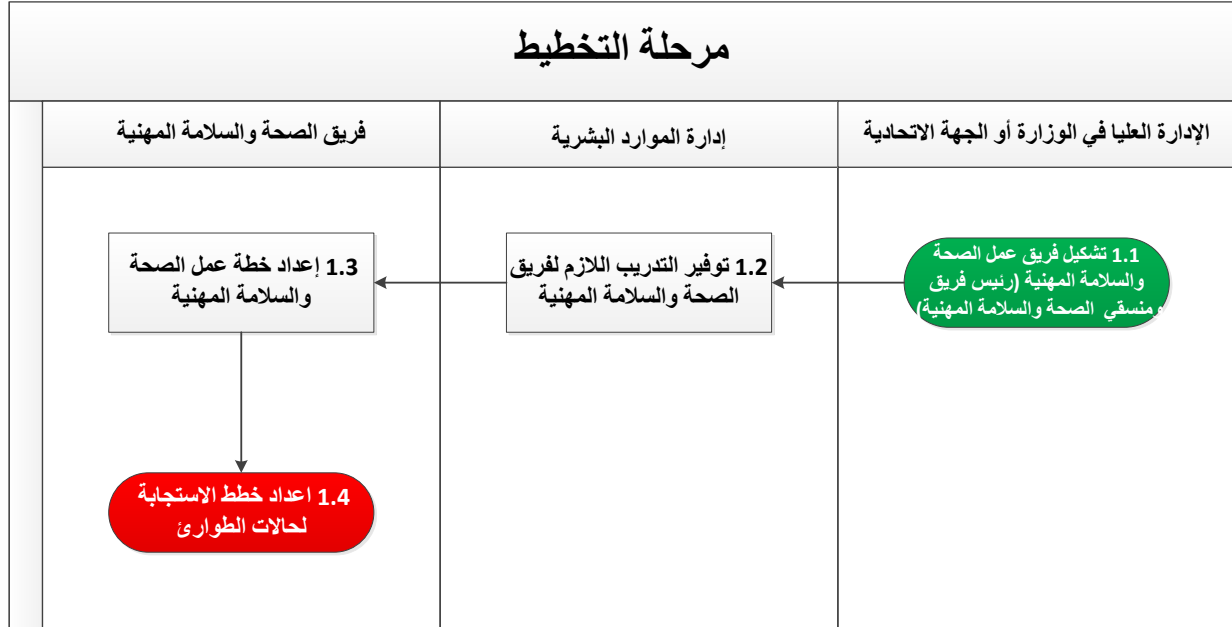 مرحلة التخطيط
الإدارة العليا في الوزارة أو الجهة الاتحادية
إدارة الموارد البشرية
فريق الصحة والسلامة المهنية
1.1 تشكيل فريق عمل الصحة
والسلامة المهنية (رئيس فريق
ومنسقي الصحة والسلامة المهنية)
1.2 توفير التدريب اللازم لفريق
الصحة والسلامة المهنية
1.3 إعداد خطة عمل الصحة
والسلامة المهنية
1.4 اعداد خطط الاستجابة
لحالات الطوارئ